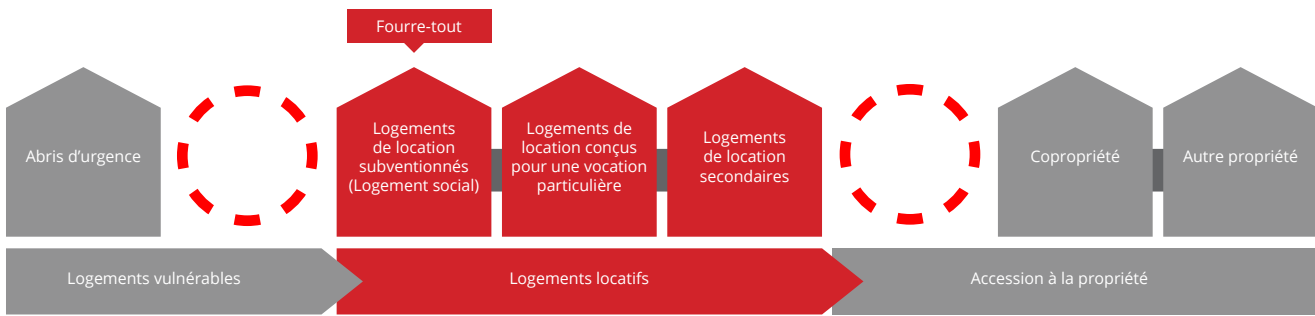 Fourre-tout
Abris d'urgence
Logements
de location
subventionnés
(Logement social)
Logements de
location conçus
pour une vocation
particulière
Logements
de location
secondaires
Copropriété
Autre propriété
Logements vulnérables
Logements locatifs
Accession à la propriété